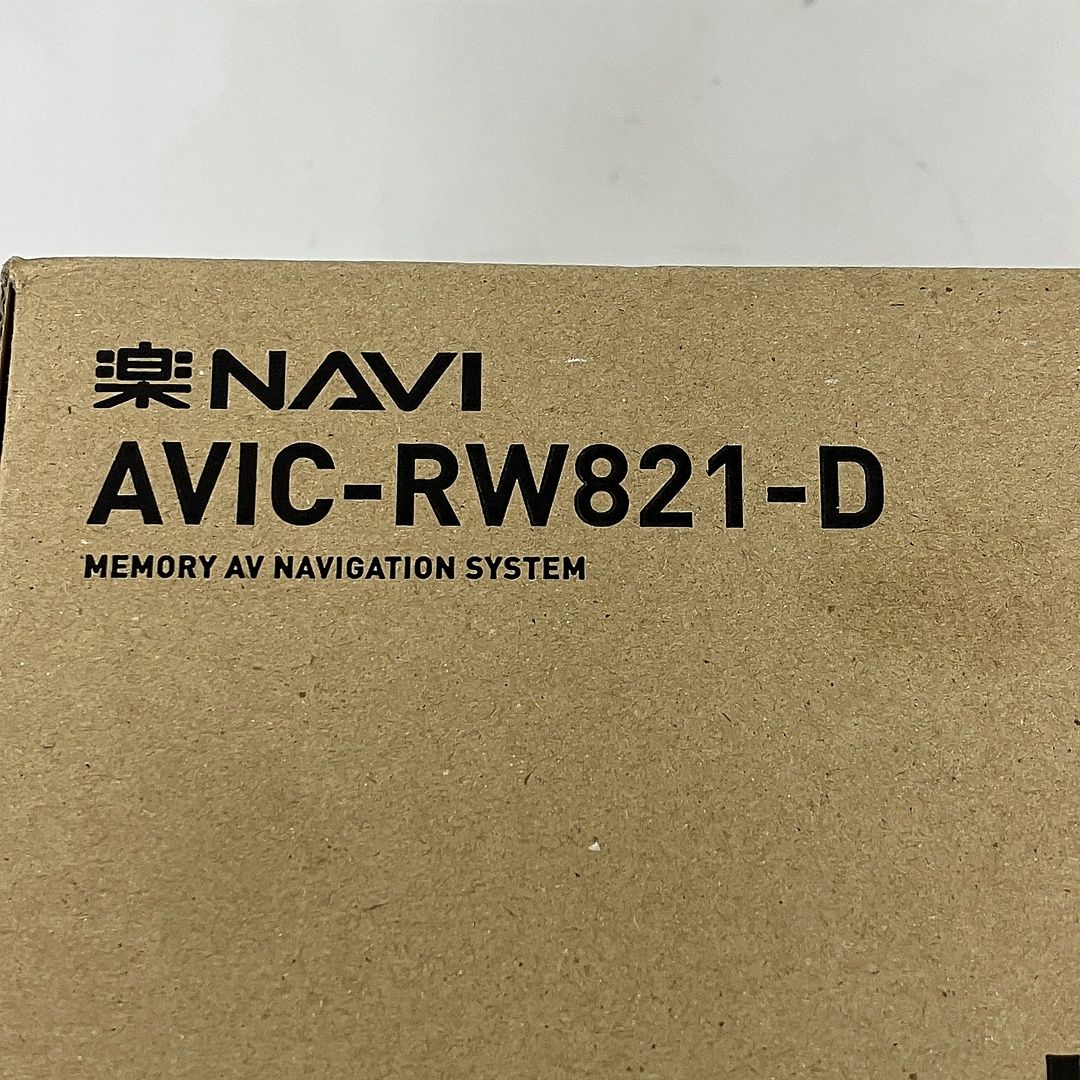 楽NAVI
AVIC-RW821-D
MEMORY AV NAVIGATION SYSTEM